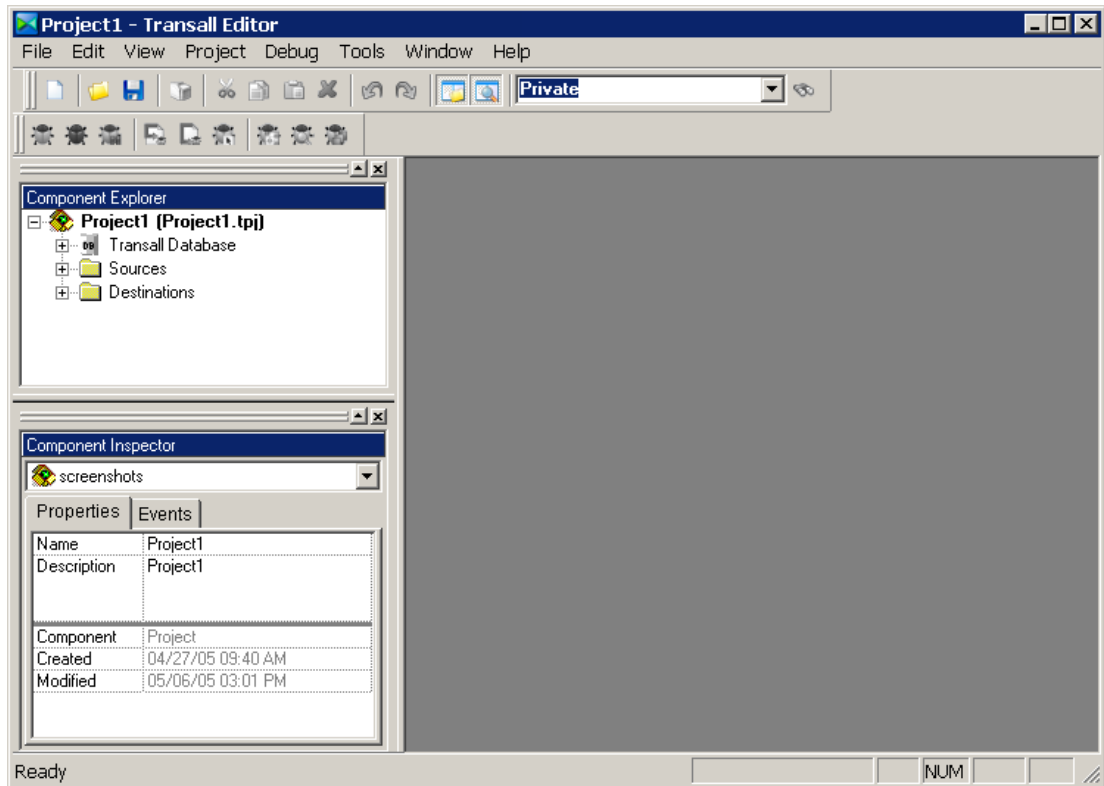 Project1 - Transall Editor
File Edit View Project Debug Tools Window Help
Private
Component Explorer
Project1 (Project1.tpj)
DB Transall Database
Sources
Destinations
Component Inspector
screenshots
Properties Events
Name Project1
Description Project1
Component Project
Created 04/27/05 09:40 AM
Modified 05/06/05 03:01 PM
Ready NUM